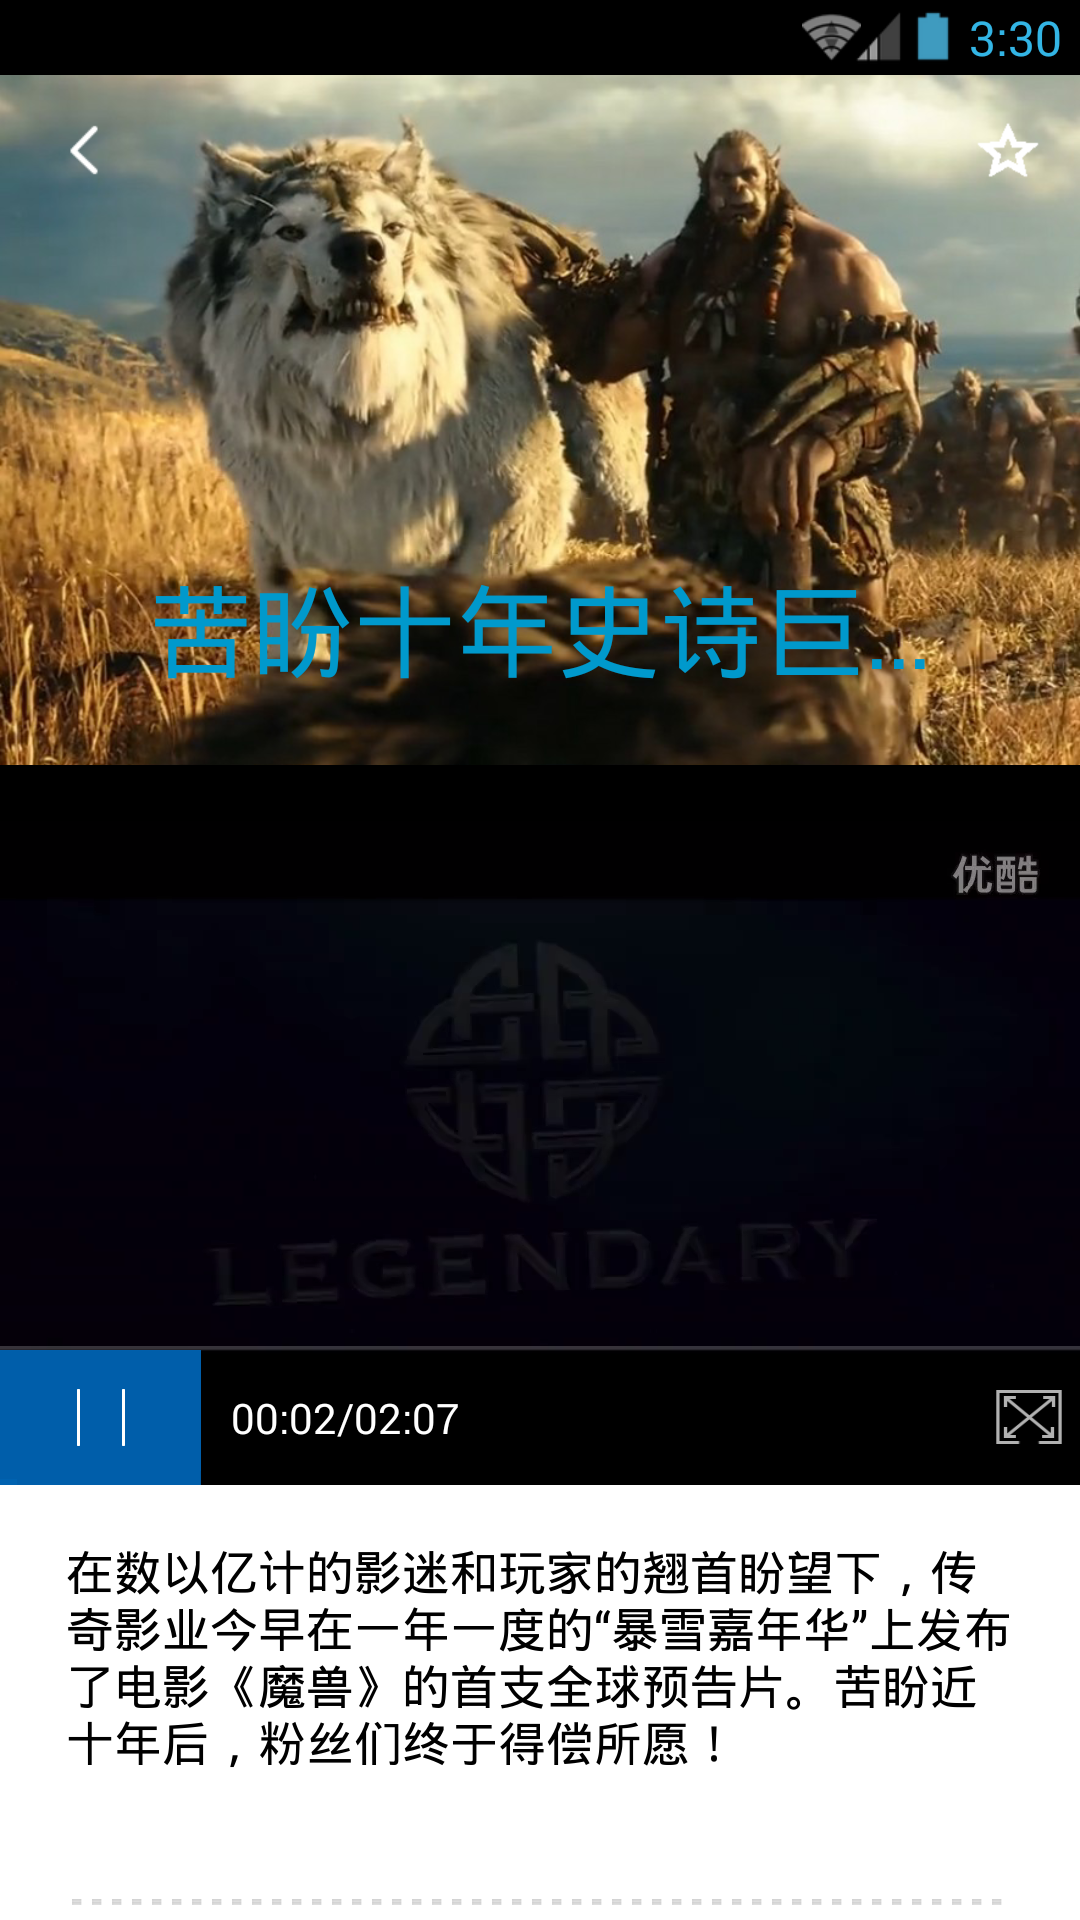 3:30
苦盼十年史诗巨...
优酷
LEGENDARY
00:02/02:07
在数以亿计的影迷和玩家的翘首盼望下，传
奇影业今早在一年一度的“暴雪嘉年华”上发布
了电影《魔兽》的首支全球预告片。苦盼近
十年后，粉丝们终于得偿所愿！